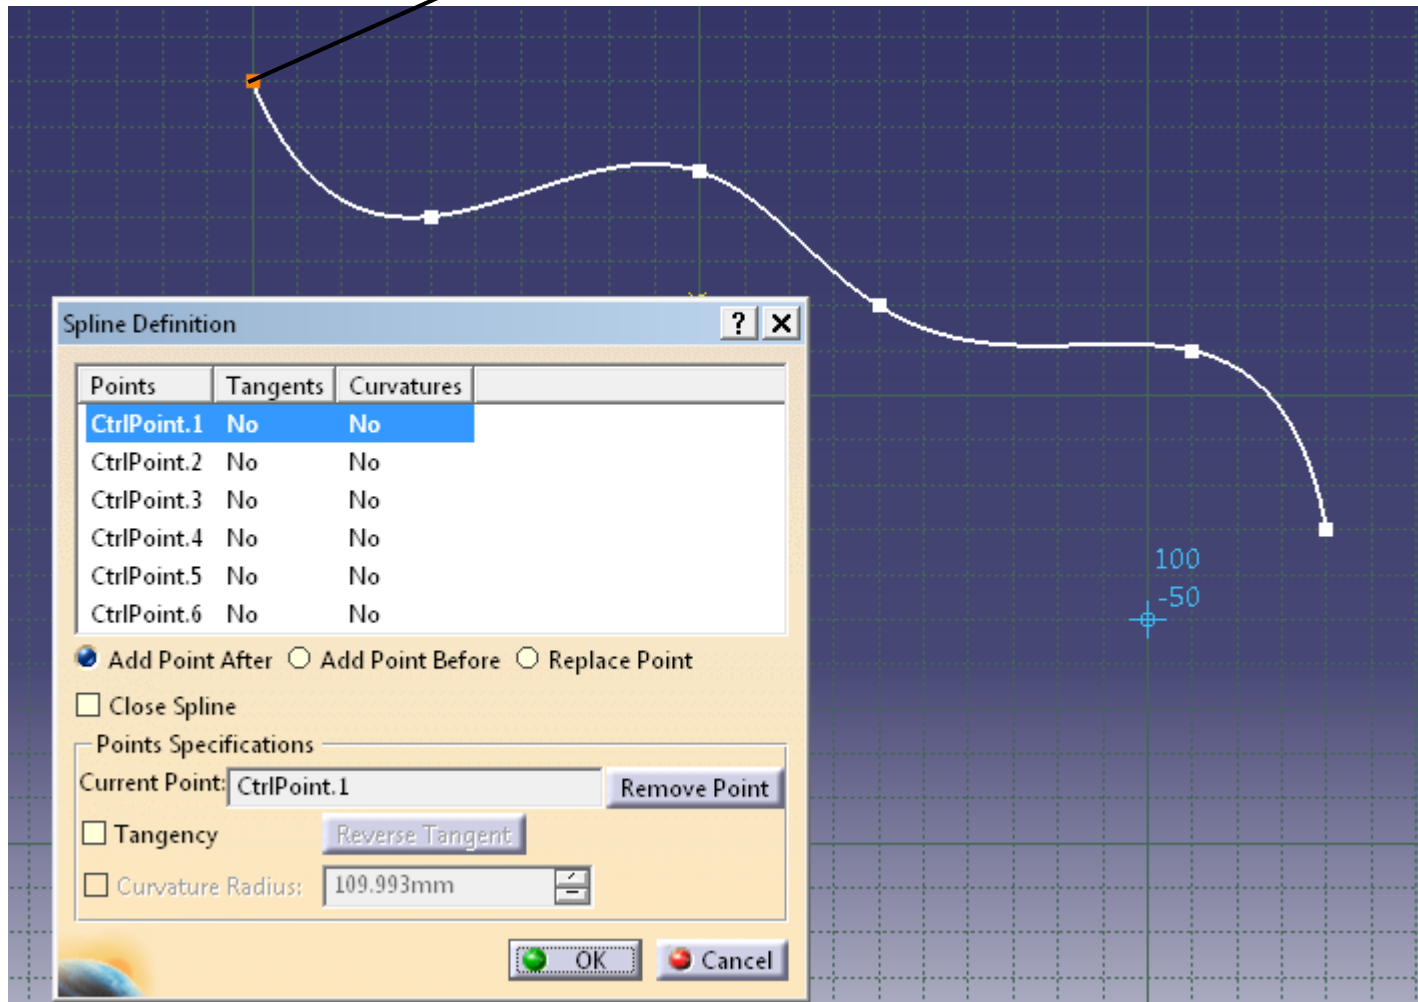 Spline Definition ?
Points Tangents Curvatures
CtrlPoint.1 No No
CtrlPoint.2 No No
CtrlPoint.3 No No
CtrlPoint.4 No No
CtrlPoint.5 No No
CtrlPoint.6 No No
Add Point After Add Point Before Replace Point
Close Spline
Points Specifications
Current Point: CtrlPoint.1 Remove Point
Tangency Reverse Tangent
Curvature Radius: 109.993mm
OK Cancel
100
-50